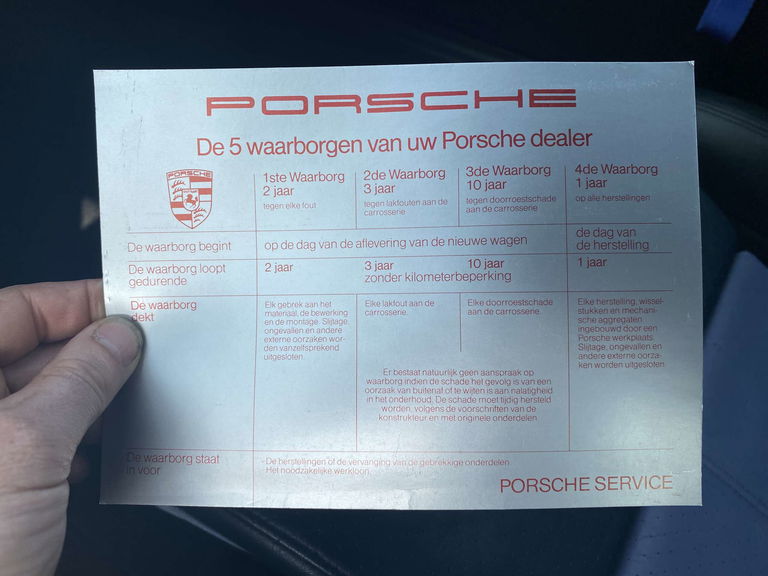 PORSCHE
De 5 waarborgen van uw Porsche dealer
PORSCHE
1ste Waarborg
2 jaar
tegen elke fout
2de Waarborg
3 jaar
tegen lakfouten aan de
carrosserie
3de Waarborg
10 jaar
tegen doorroestschade
aan de carrosserie
4de Waarborg
1 jaar
op alle herstellingen
De waarborg begint
op de dag van de aflevering van de nieuwe wagen
de dag van
de herstelling
De waarborg loopt
gedurende
2 jaar
3 jaar
10 jaar
zonder kilometerbeperking
1 jaar
De waarborg
dekt
Elk gebrek aan het
materiaal, de bewerking
en de montage. Slijtage,
ongevallen en andere
externe oorzaken wor-
den vanzelfsprekend
uitgesloten.
Elke lakfout aan de
carrosserie.
Elke doorroestschade
aan de carrosserie.
Er bestaat natuurlijk geen aanspraak op
waarborg indien de schade het gevolg is van een
oorzaak van buitenaf of te wijten is aan nalatigheid
in het onderhoud. De schade moet tijdig hersteld
worden, volgens de voorschriften van de
konstrukteur en met originele onderdelen.
Elke herstelling, wissel-
stukken en mechani-
sche aggregaten
ingebouwd door een
Porsche werkplaats.
Slijtage, ongevallen en
andere externe oorza-
ken worden uitgesloten.
De waarborg staat
in voor
- De herstellingen of de vervanging van de gebrekkige onderdelen.
- Het noodzakelijke werkloon.
PORSCHE SERVICE